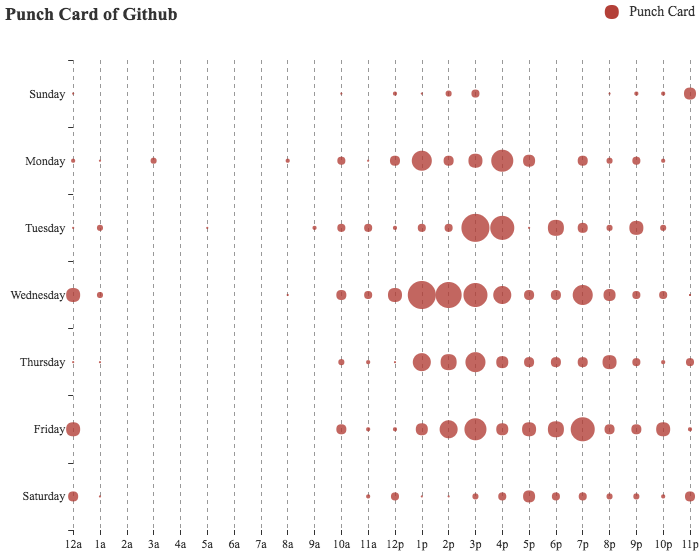 Punch Card of Github
Punch Card
Sunday
Monday
Tuesday
Wednesday
Thursday
Friday
Saturday
12a 1a 2a 3a 4a 5a 6a 7a 8a 9a 10a 11a 12p 1p 2p 3p 4p 5p 6p 7p 8p 9p 10p 11p